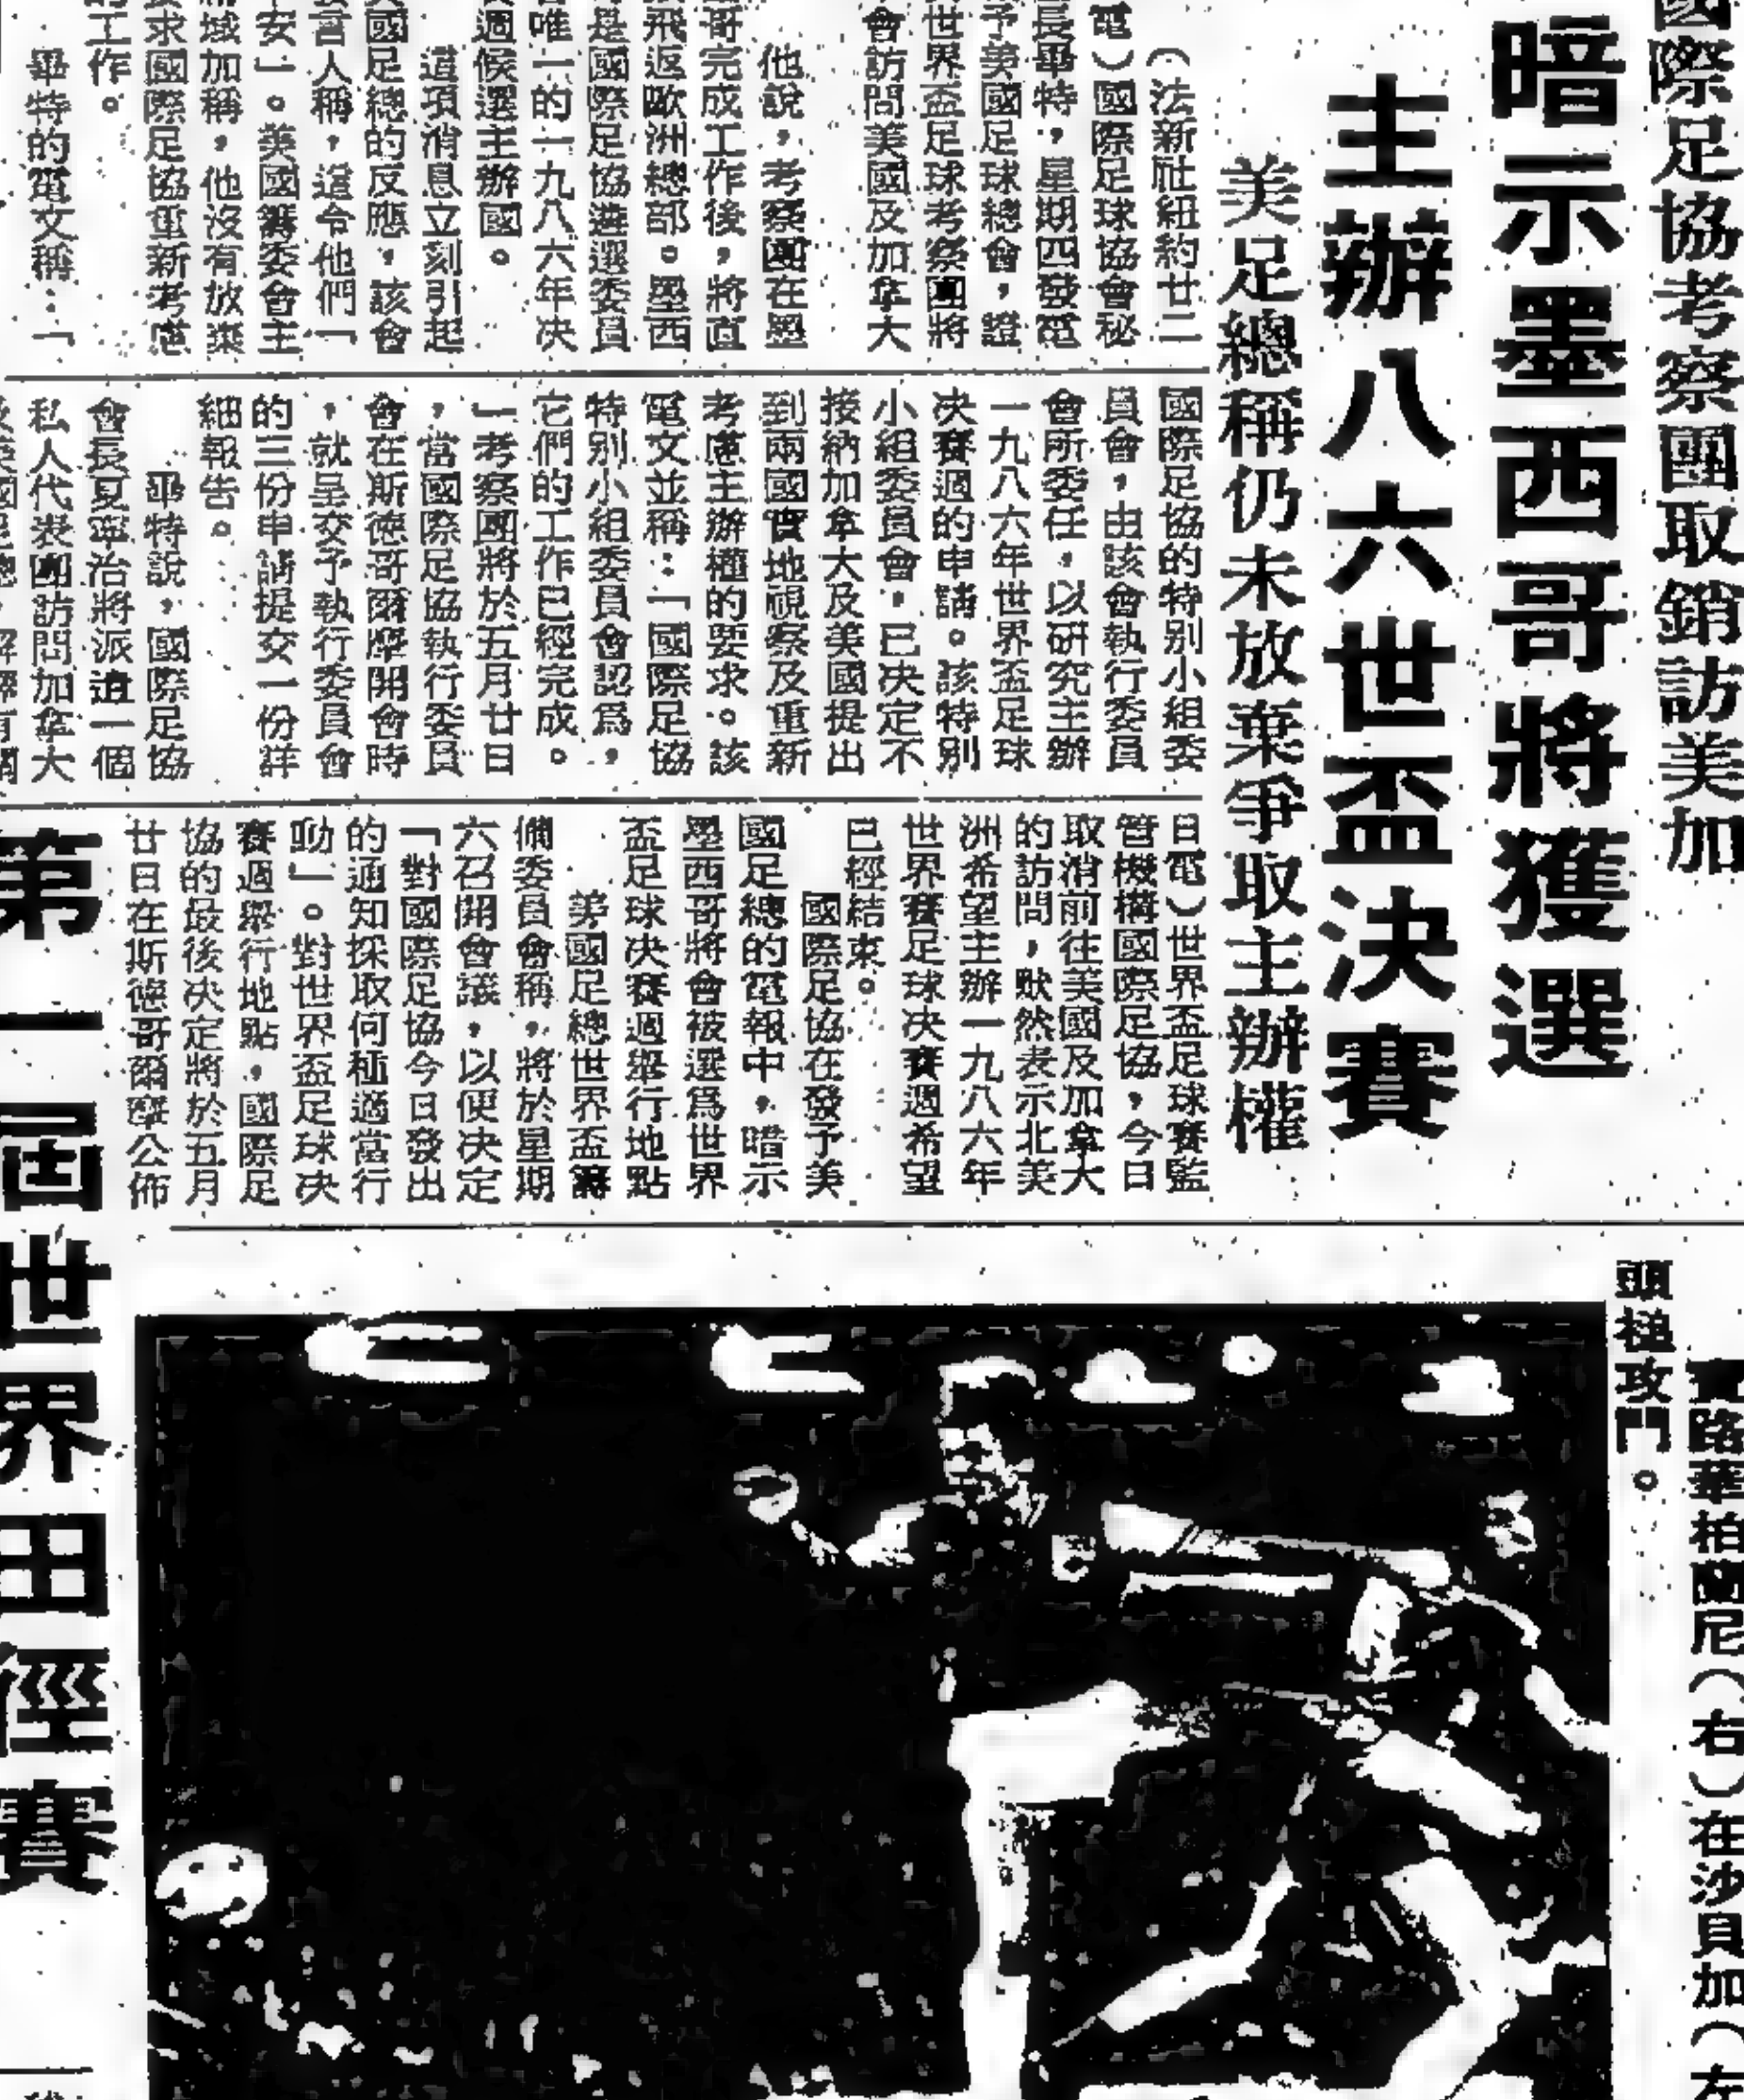 國際足協考察團取銷訪美加
暗示墨西哥將獲選
主辦八六世盃決賽
美足總稱仍未放棄爭取主辦權
（法新社紐約廿二
電）國際足球協會秘
長畢特，星期四發電
予美國足球總會，證
世界盃足球考察團將
會訪問美國及加拿大
他說，考察團在墨
哥完成工作後，將直
飛返歐洲總部。墨西
是國際足協遴選委員
唯一的一九八六年决
週候選主辦國。
這項消息立刻引起
國足總的反應，該會
言人稱，這令他們「
安」。美國籌委會主
域加稱，他沒有放棄
求國際足協重新考慮
工作。
畢特的電文稱：「
國際足協的特别小組委
員會，由該會執行委員
會所委任，以研究主辦
一九八六年世界盃足球
决賽週的申請。該特别
小組委員會，已决定不
接納加拿大及美國提出
到兩國實地視察及重新
考慮主辦權的要求。該
電文並稱：「國際足協
特别小組委員會認爲，
它們的工作已經完成。
」考察國將於五月廿日
，當國際足協執行委員
會在斯德哥爾摩開會時
，就呈交予執行委員會
的三份申請提交一份詳
細報告。
畢特說，國際足協
會長夏寧治將派遣一個
私人代表團訪問加拿大
日電）世界盃足球賽監
管機構國際足協，今日
取消前往美國及加拿大
的訪問，默然表示北美
洲希望主辦一九八六年
世界賽足球决賽週希望
已經結束。
國際足協在發予美
國足總的電報中，暗示
墨西哥將會被選爲世界
盃足球决賽週舉行地點
美國足總世界盃籌
備委員會稱，將於星期
六召開會議，以便决定
「對國際足協今日發出
的通知採取何種適當行
動」。對世界盃足球决
賽週舉行地點，國際足
協的最後决定將於五月
廿日在斯德哥爾摩公佈
第一屆世界田徑賽
路華柏蘭尼（右）在沙貝加（左
頭槌攻門。